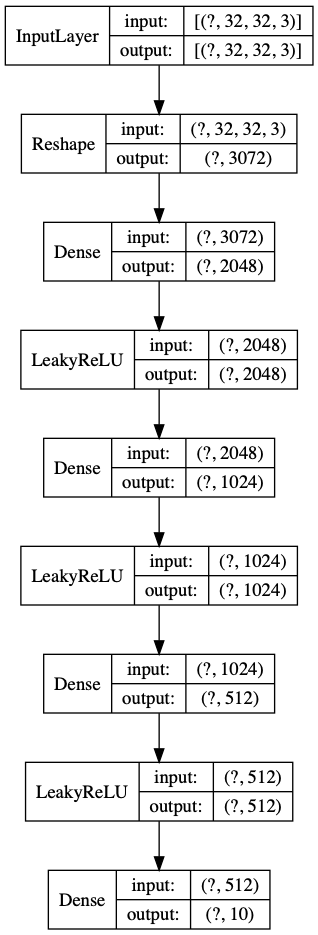 InputLayer input: [(?, 32, 32, 3)]
output: [(?, 32, 32, 3)]
Reshape input: (?, 32, 32, 3)
output: (?, 3072)
Dense input: (?, 3072)
output: (?, 2048)
LeakyReLU input: (?, 2048)
output: (?, 2048)
Dense input: (?, 2048)
output: (?, 1024)
LeakyReLU input: (?, 1024)
output: (?, 1024)
Dense input: (?, 1024)
output: (?, 512)
LeakyReLU input: (?, 512)
output: (?, 512)
Dense input: (?, 512)
output: (?, 10)